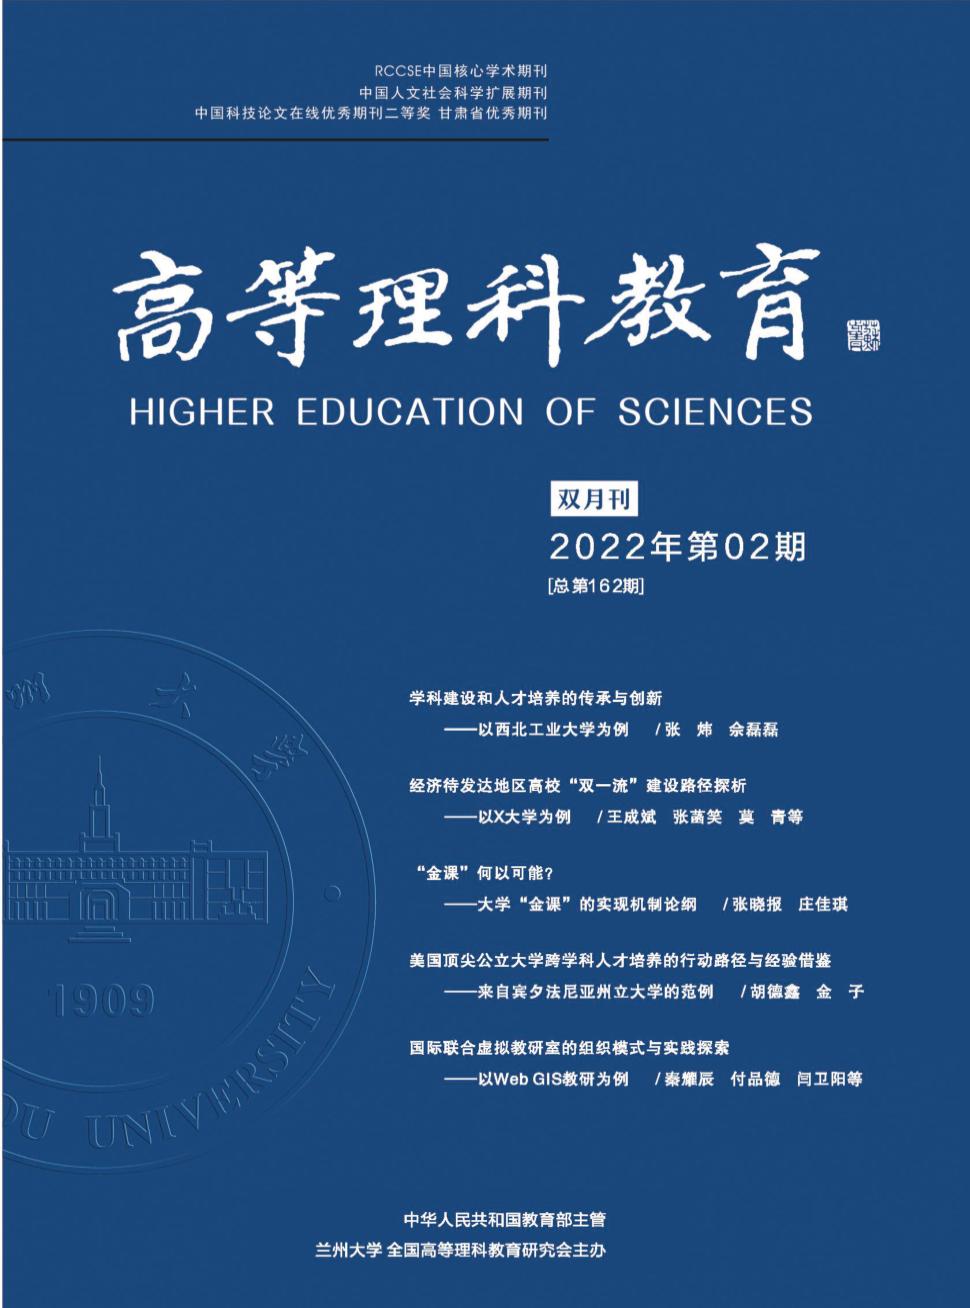 RCCSE中国核心学术期刊
中国人文社会科学扩展期刊
中国科技论文在线优秀期刊二等奖 甘肃省优秀期刊
高等理科教育
HIGHER EDUCATION OF SCIENCES
双月刊
2022年第02期
[总第162期]
学科建设和人才培养的传承与创新
——以西北工业大学为例 /张 炜 佘磊磊
经济待发达地区高校“双一流”建设路径探析
——以X大学为例 /王成斌 张菡笑 莫 青等
“金课”何以可能?
——大学“金课”的实现机制论纲 /张晓报 庄佳琪
美国顶尖公立大学跨学科人才培养的行动路径与经验借鉴
——来自宾夕法尼亚州立大学的范例 /胡德鑫 金 子
国际联合虚拟教研室的组织模式与实践探索
——以Web GIS教研为例 /秦耀辰 付品德 闫卫阳等
州大学
1909
OU UNIVERSITY
中华人民共和国教育部主管
兰州大学 全国高等理科教育研究会主办